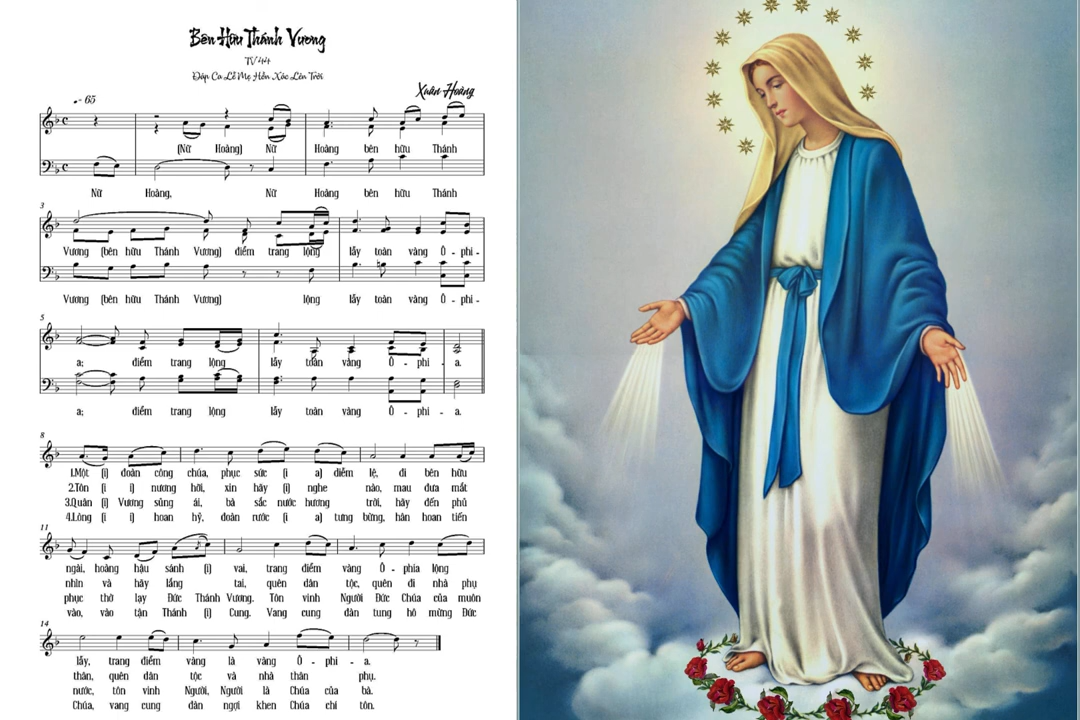 Bên Hữu Thánh Vương
TV 44
Đáp Ca Lễ Mẹ Hồn Xác Lên Trời
Xuân Hoàng
- 65
(Nữ Hoàng) Nữ Hoàng bên hữu Thánh
Nữ Hoàng, Nữ Hoàng bên hữu Thánh
3
Vương (bên hữu Thánh Vương) điểm trang lộng lẫy toàn vàng Ô - phi -
Vương (bên hữu Thánh Vương) lộng lẫy toàn vàng Ô - phi -
5
a; điểm trang lộng lẫy toàn vàng Ô - phi - a.
a; điểm trang lộng lẫy toàn vàng Ô - phi - a.
8
1.Một (i) đoàn công chúa, phục sức (i a) diễm lệ, đi bên hữu
2.Tôn (i i) nương hỡi, xin hãy (i) nghe nào, mau đưa mắt
3.Quân (i) Vương sủng ái, bà sắc nước hương trời, hãy đến phủ
4.Lòng (i i) hoan hỷ, đoàn rước (i a) tưng bừng, hân hoan tiến
11
ngài, hoàng hậu sánh (i) vai, trang điểm vàng Ô - phia lộng
nhìn và hãy lắng tai, quên dân tộc, quên đi nhà phụ
phục thờ lạy Đức Thánh Vương. Tôn vinh Người Đức Chúa của muôn
vào, vào tận Thánh (i) Cung. Vang cung đàn tung hô mừng Đức
14
lẫy, trang điểm vàng là vàng Ô - phi - a.
thân, quên dân tộc và nhà thân phụ.
nước, tôn vinh Người, Người là Chúa của bà.
Chúa, vang cung đàn ngợi khen Chúa chí tôn.